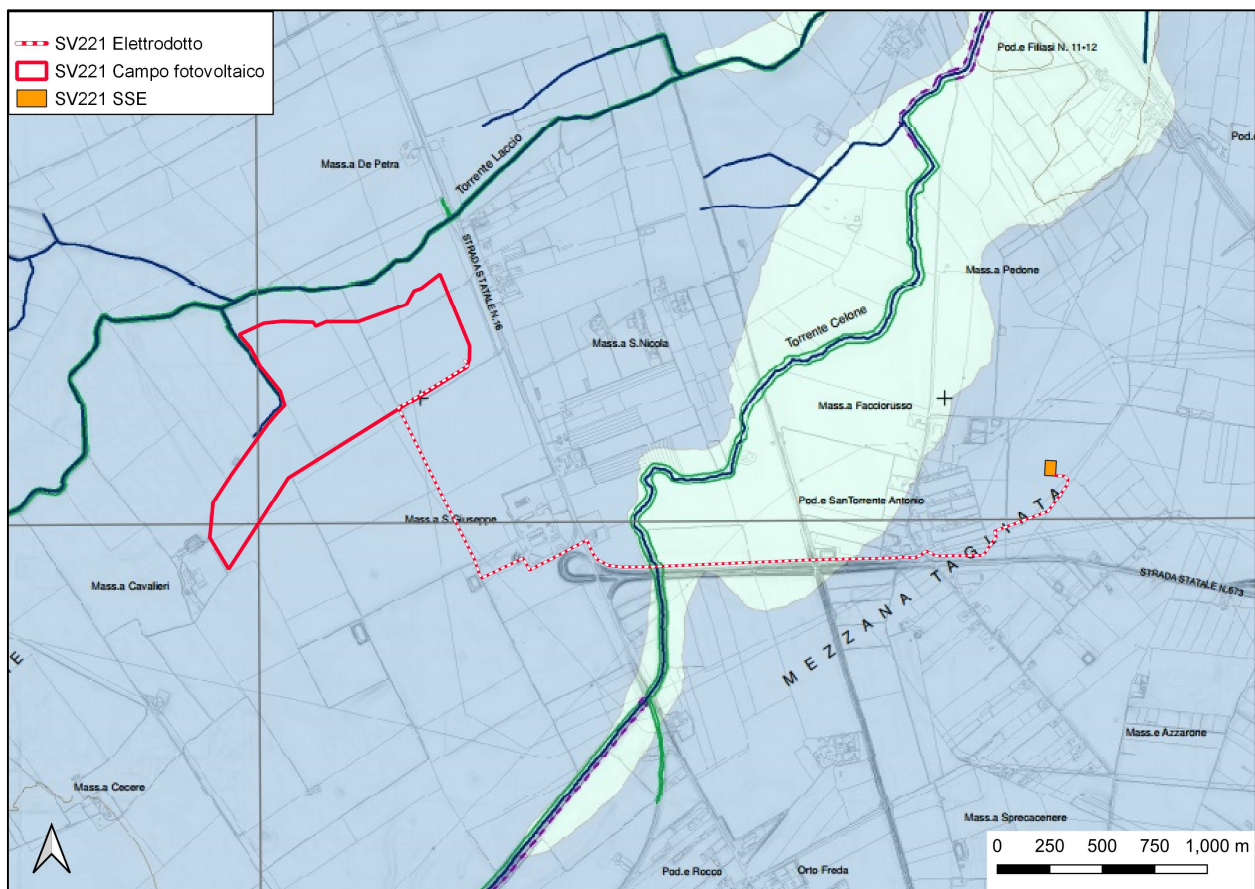 SV221 Elettrodotto
SV221 Campo fotovoltaico
SV221 SSE
Pod.e Filiasi N. 11-12
Pod.e
Mass.a De Petra
Torrente Laccio
STRADA STATALE N.16
Mass.a Pedone
Torrente Celone
Mass.a S.Nicola
Mass.a Facciorusso
Pod.e SanTorrente Antonio
Mass.a S.Giuseppe
Mass.a Cavalieri
MEZZANA TAGLIATA
STRADA STATALE N.673
Mass.e Azzarone
Mass.a Cecere
Mass.a Sprecacenere
Pod.e Rocco
Orto Freda
0 250 500 750 1,000 m